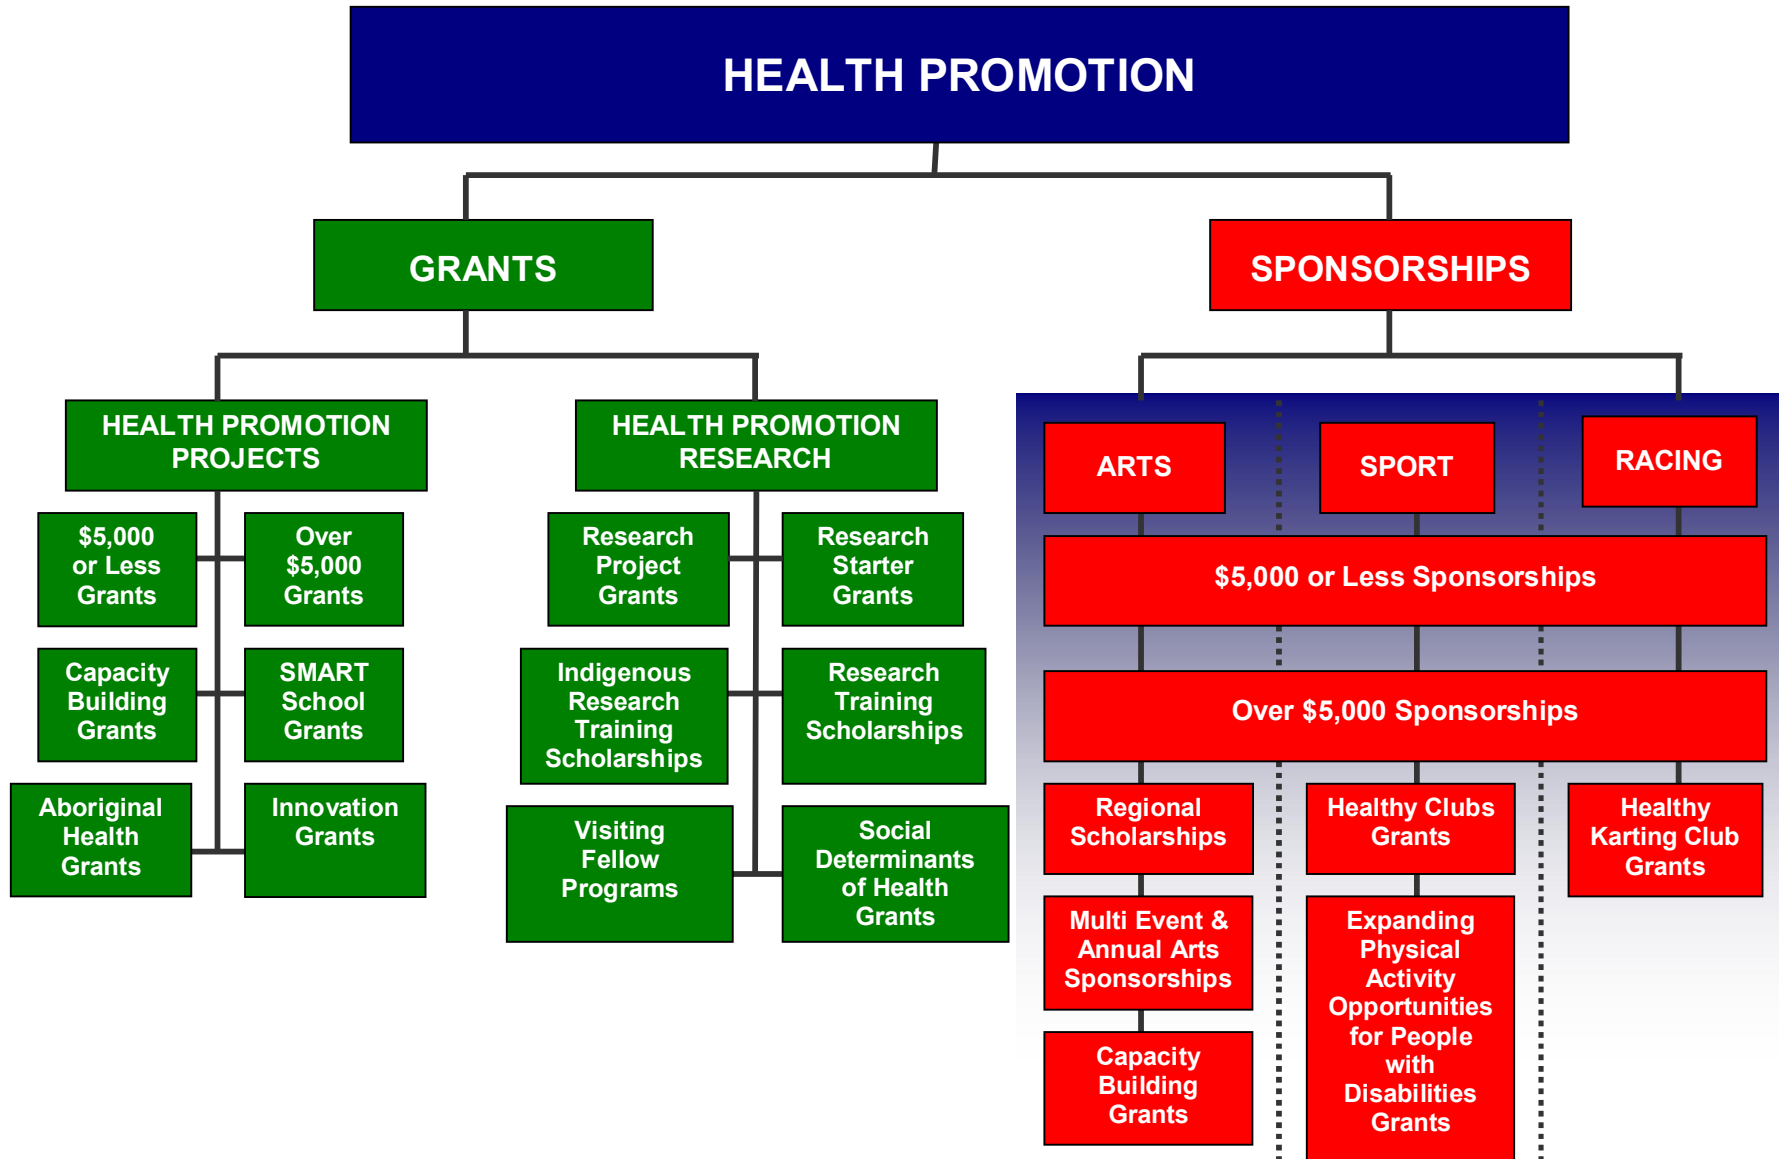 HEALTH PROMOTION
GRANTS
SPONSORSHIPS
HEALTH PROMOTION
PROJECTS
HEALTH PROMOTION
RESEARCH
ARTS
SPORT
RACING
$5,000
or Less
Grants
Over
$5,000
Grants
Capacity
Building
Grants
SMART
School
Grants
Aboriginal
Health
Grants
Innovation
Grants
Research
Project
Grants
Research
Starter
Grants
Indigenous
Research
Training
Scholarships
Research
Training
Scholarships
Visiting
Fellow
Programs
Social
Determinants
of Health
Grants
$5,000 or Less Sponsorships
Over $5,000 Sponsorships
Regional
Scholarships
Multi Event &
Annual Arts
Sponsorships
Capacity
Building
Grants
Healthy Clubs
Grants
Expanding
Physical
Activity
Opportunities
for People
with
Disabilities
Grants
Healthy
Karting Club
Grants